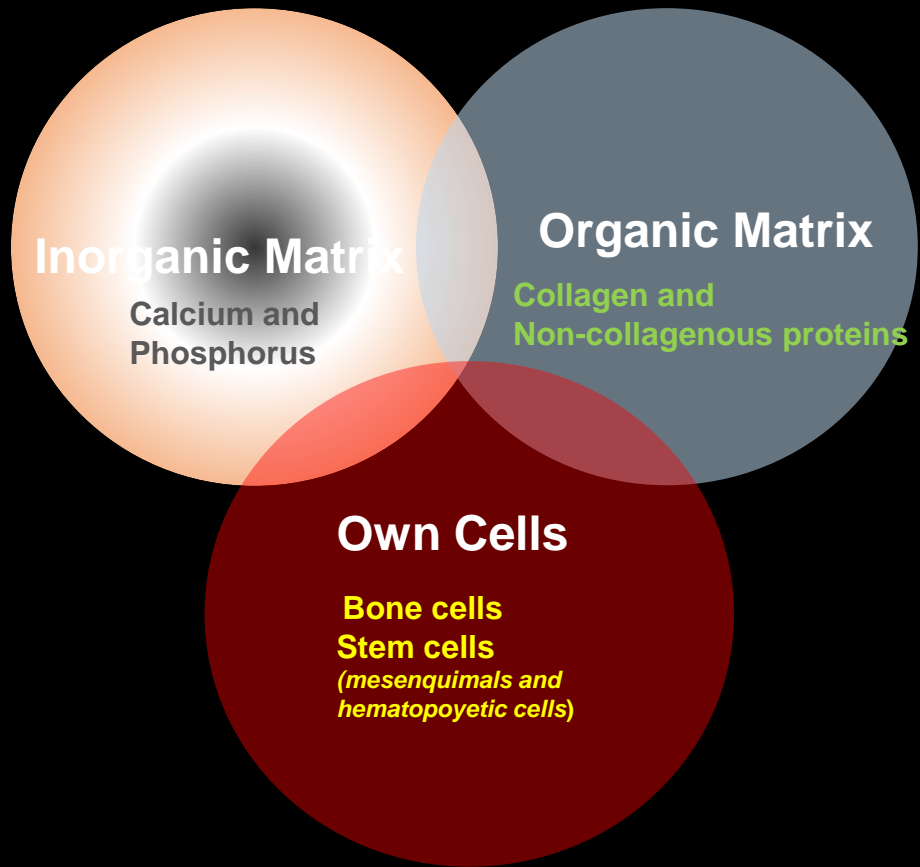 Inorganic Matrix
Calcium and
Phosphorus
Organic Matrix
Collagen and
Non-collagenous proteins
Own Cells
Bone cells
Stem cells
(mesenquimals and
hematopoyetic cells)